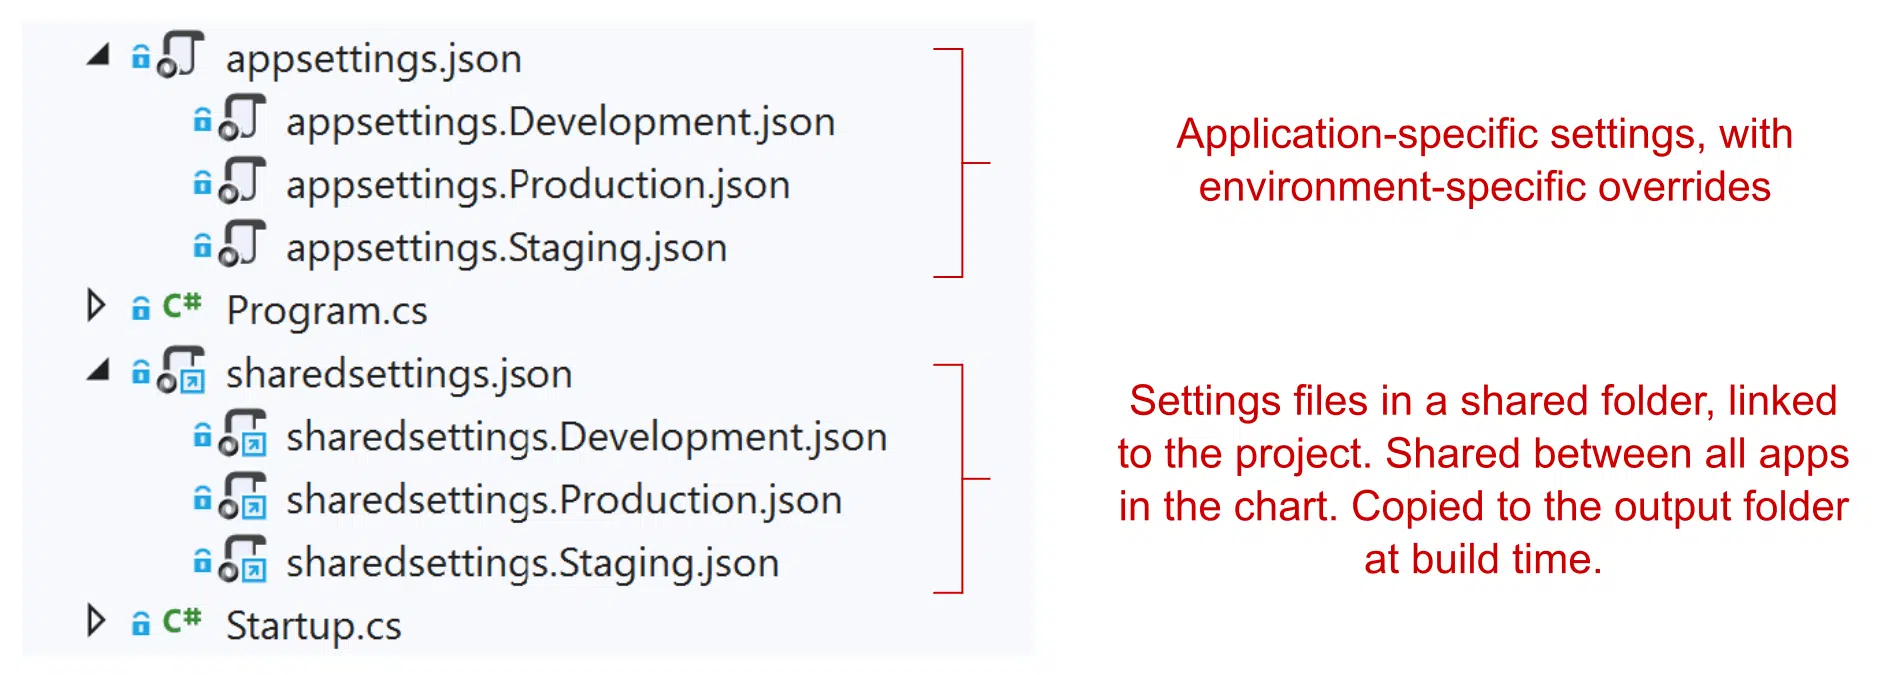 appsettings.json
appsettings.Development.json
appsettings.Production.json
appsettings.Staging.json
C# Program.cs
sharedsettings.json
sharedsettings.Development.json
sharedsettings.Production.json
sharedsettings.Staging.json
C# Startup.cs
Application-specific settings, with
environment-specific overrides
Settings files in a shared folder, linked
to the project. Shared between all apps
in the chart. Copied to the output folder
at build time.